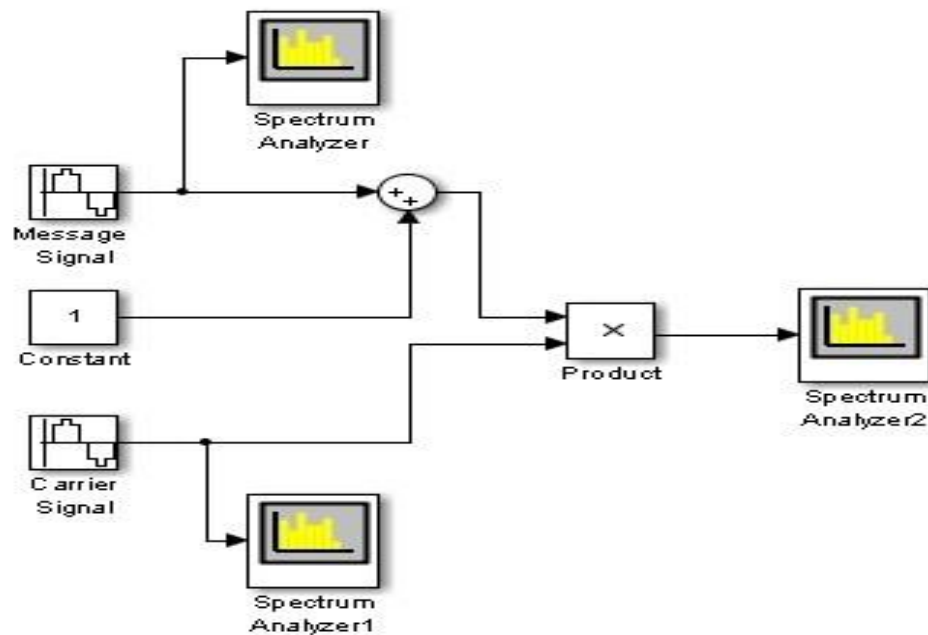 Spectrum
Analyzer
+
+
Message
Signal
1
Constant
×
Product
Spectrum
Analyzer2
Carrier
Signal
Spectrum
Analyzer1